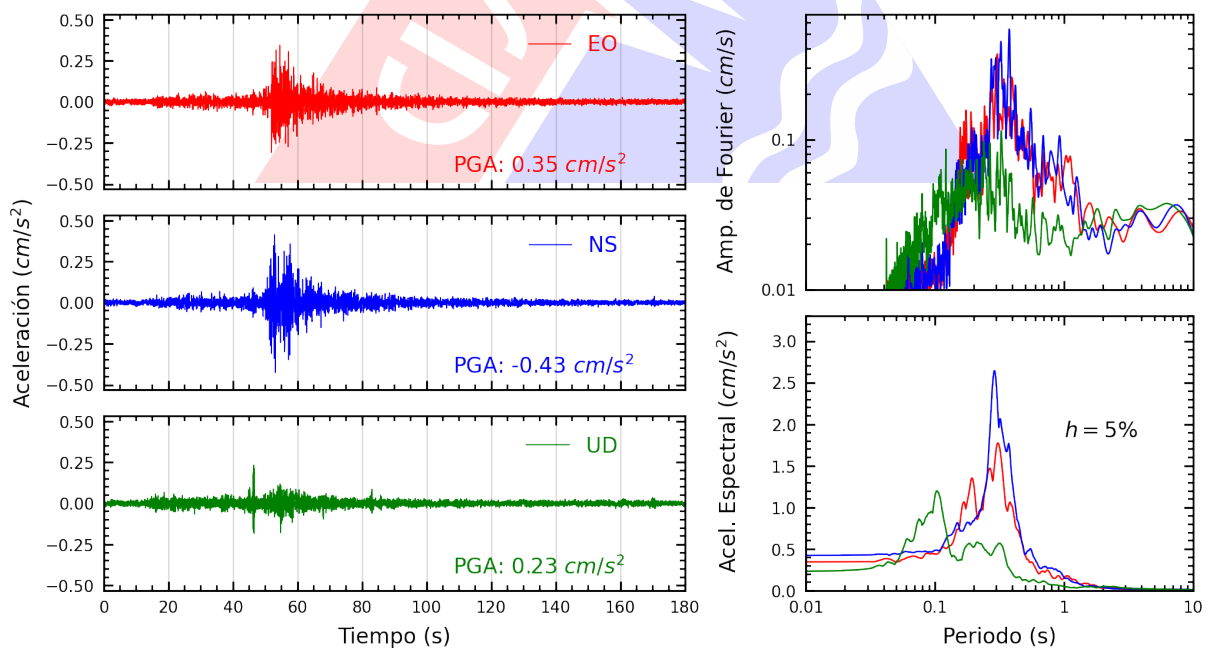 Aceleración (cm/s²)
0.50
0.25
0.00
−0.25
−0.50
EO
PGA: 0.35 cm/s²
0.50
0.25
0.00
−0.25
−0.50
NS
PGA: -0.43 cm/s²
0.50
0.25
0.00
−0.25
−0.50
UD
PGA: 0.23 cm/s²
0 20 40 60 80 100 120 140 160 180
Tiempo (s)
Amp. de Fourier (cm/s)
0.1
0.01
Acel. Espectral (cm/s²)
3.0
2.5
2.0
1.5
1.0
0.5
0.0
h = 5%
0.01 0.1 1 10
Periodo (s)